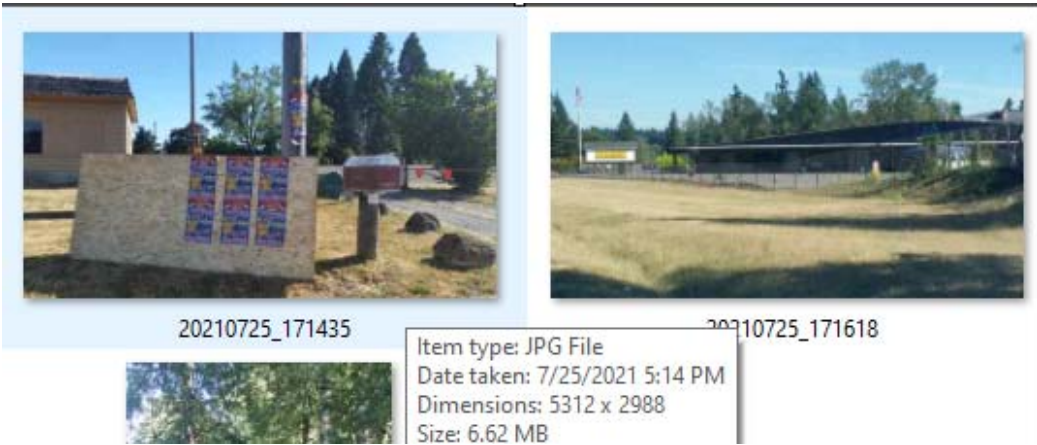 20210725_171435
20210725_171618
Item type: JPG File
Date taken: 7/25/2021 5:14 PM
Dimensions: 5312 x 2988
Size: 6.62 MB